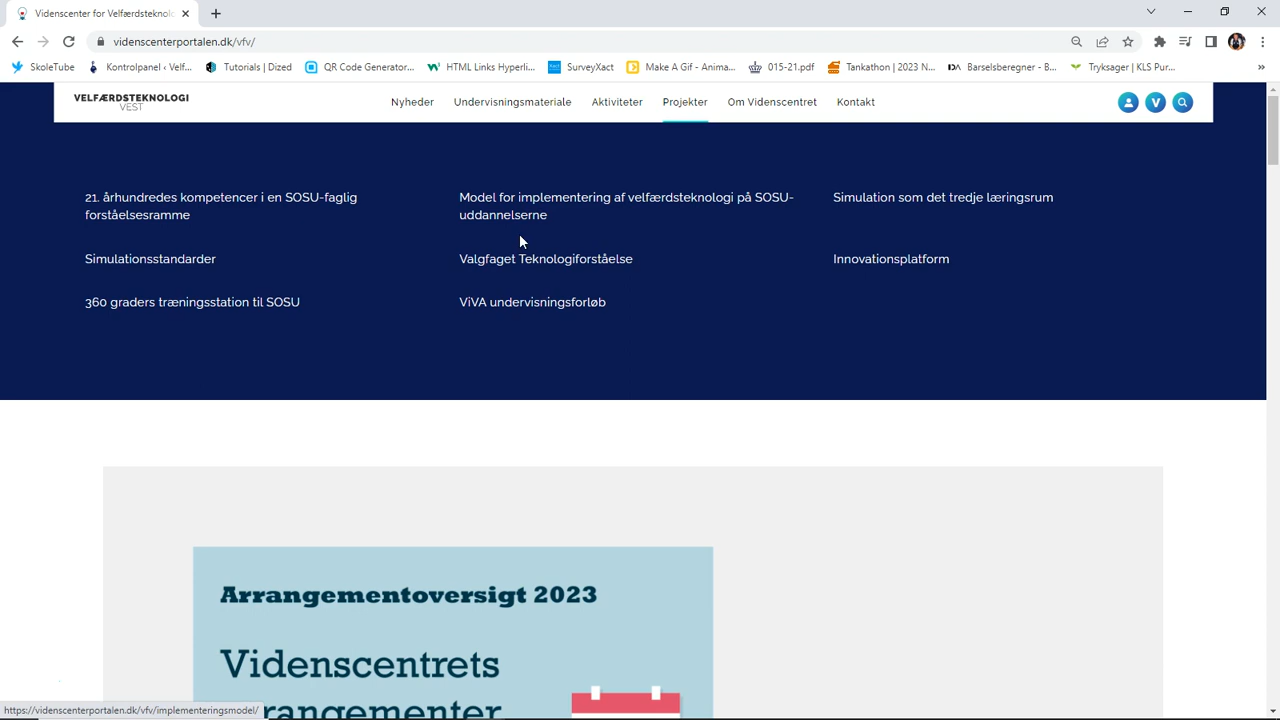 Videnscenter for Velfærdsteknol
videnscenterportalen.dk/vfv/
SkoleTube
Kontrolpanel ‹ Velf...
Tutorials | Dized
QR Code Generator...
HTML Links Hyperli...
SurveyXact
Make A Gif - Anima...
015-21.pdf
Tankathon | 2023 N...
Barselsberegner - B...
Tryksager | KLS Pur...
»
VELFÆRDSTEKNOLOGI
VEST
Nyheder
Undervisningsmateriale
Aktiviteter
Projekter
Om Videnscentret
Kontakt
V
21. århundredes kompetencer i en SOSU-faglig
forståelsesramme
Model for implementering af velfærdsteknologi på SOSU-
uddannelserne
Simulation som det tredje læringsrum
Simulationsstandarder
Valgfaget Teknologiforståelse
Innovationsplatform
360 graders træningsstation til SOSU
ViVA undervisningsforløb
Arrangementoversigt 2023
Videnscentrets
rrangementer
https://videnscenterportalen.dk/vfv/implementeringsmodel/